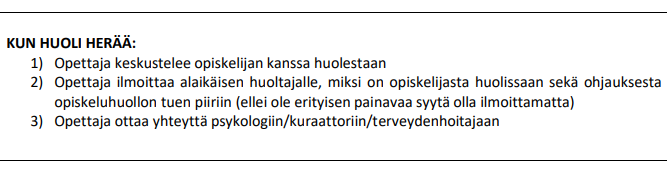 KUN HUOLI HERÄÄ:
1) Opettaja keskustelee opiskelijan kanssa huolestaan
2) Opettaja ilmoittaa alaikäisen huoltajalle, miksi on opiskelijasta huolissaan sekä ohjauksesta
opiskeluhuollon tuen piiriin (ellei ole erityisen painavaa syytä olla ilmoittamatta)
3) Opettaja ottaa yhteyttä psykologiin/kuraattoriin/terveydenhoitajaan